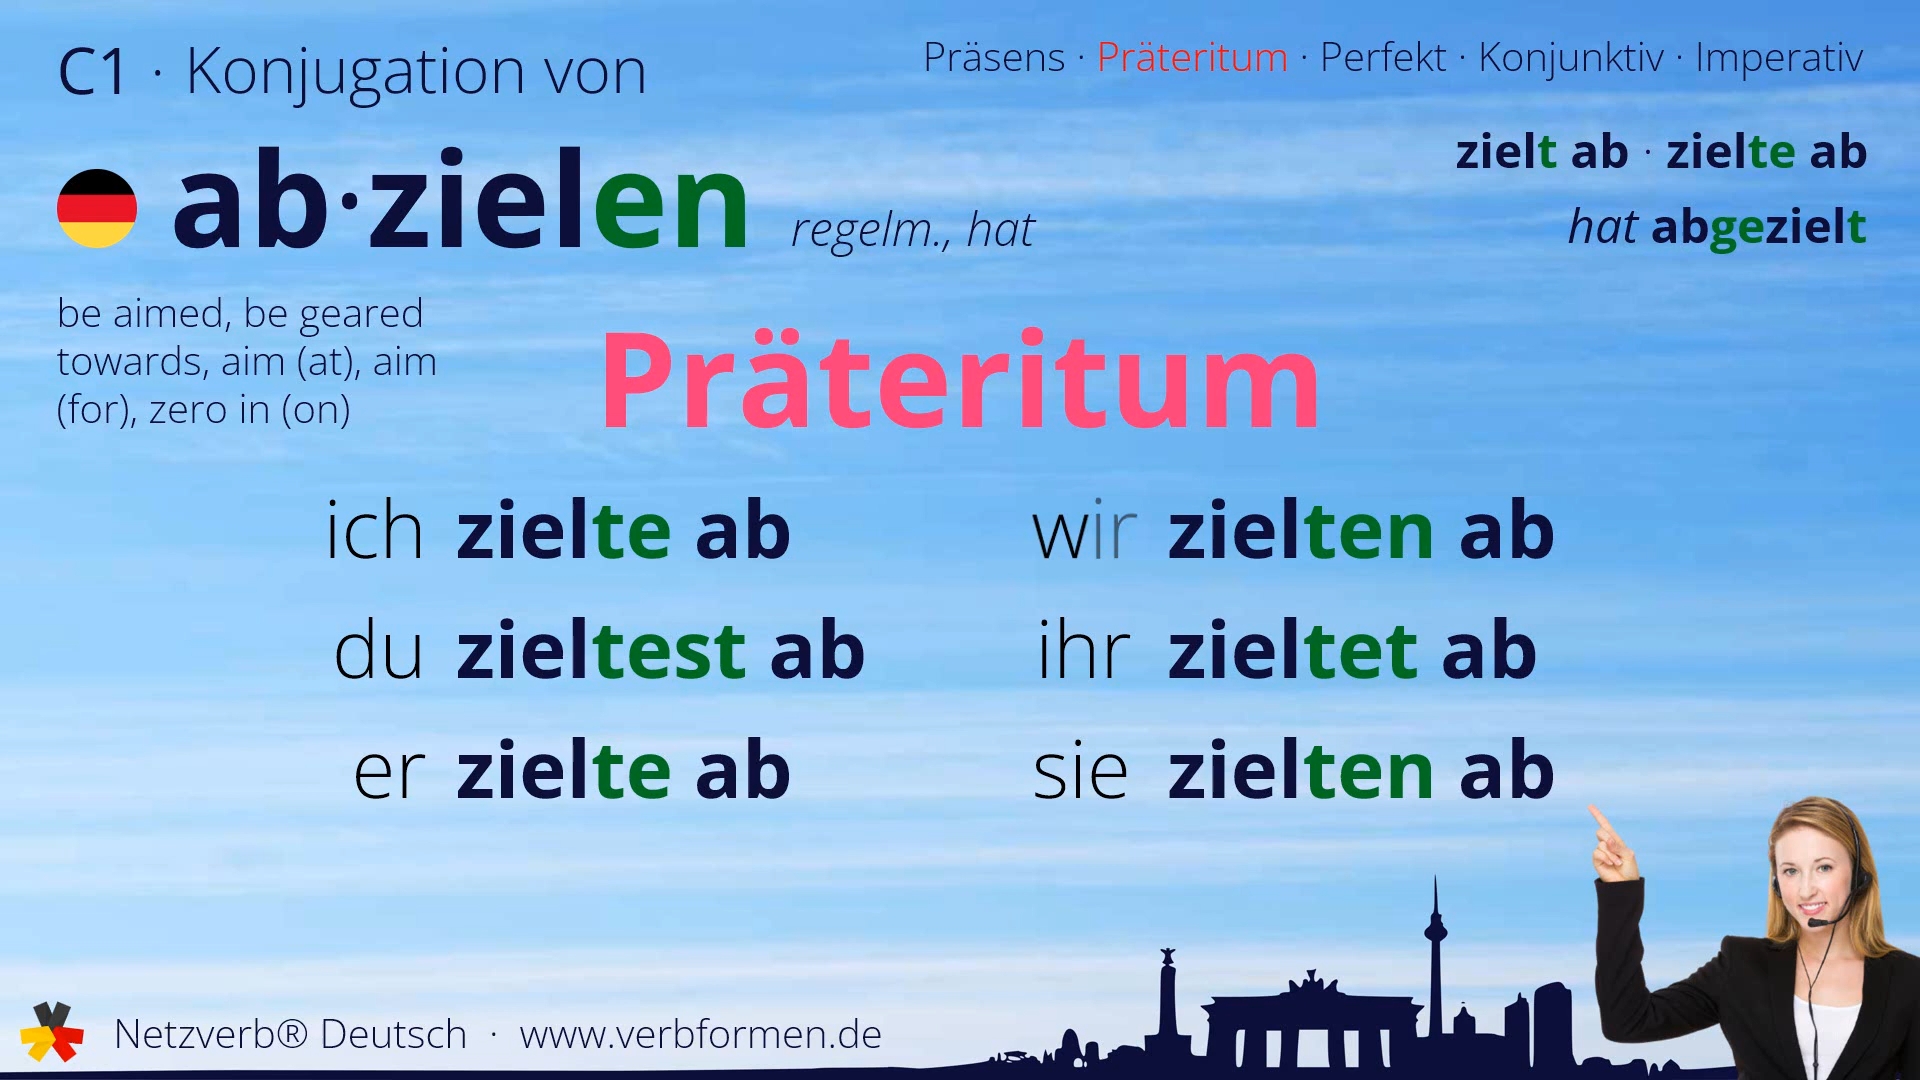 C1 · Konjugation von
Präsens · Präteritum · Perfekt · Konjunktiv · Imperativ
ab·zielen regelm., hat
zielt ab · zielte ab
hat abgezielt
be aimed, be geared
towards, aim (at), aim
(for), zero in (on)
Präteritum
ich zielte ab
du zieltest ab
er zielte ab
wir zielten ab
ihr zieltet ab
sie zielten ab
Netzverb® Deutsch · www.verbformen.de